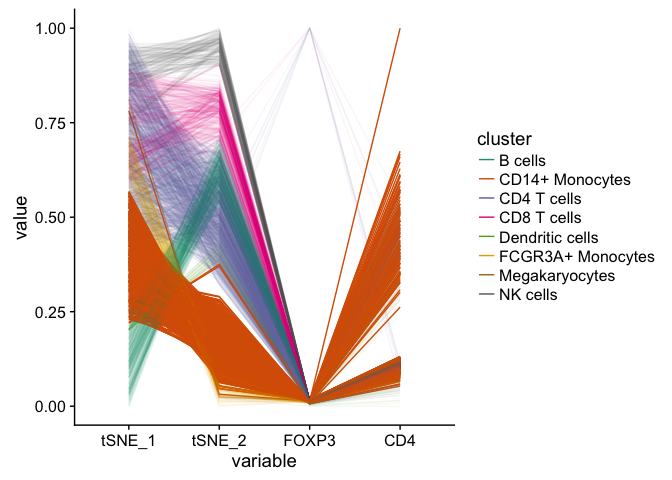 1.00
0.75
0.50
0.25
0.00
value
tSNE_1 tSNE_2 FOXP3 CD4
variable
cluster
B cells
CD14+ Monocytes
CD4 T cells
CD8 T cells
Dendritic cells
FCGR3A+ Monocytes
Megakaryocytes
NK cells